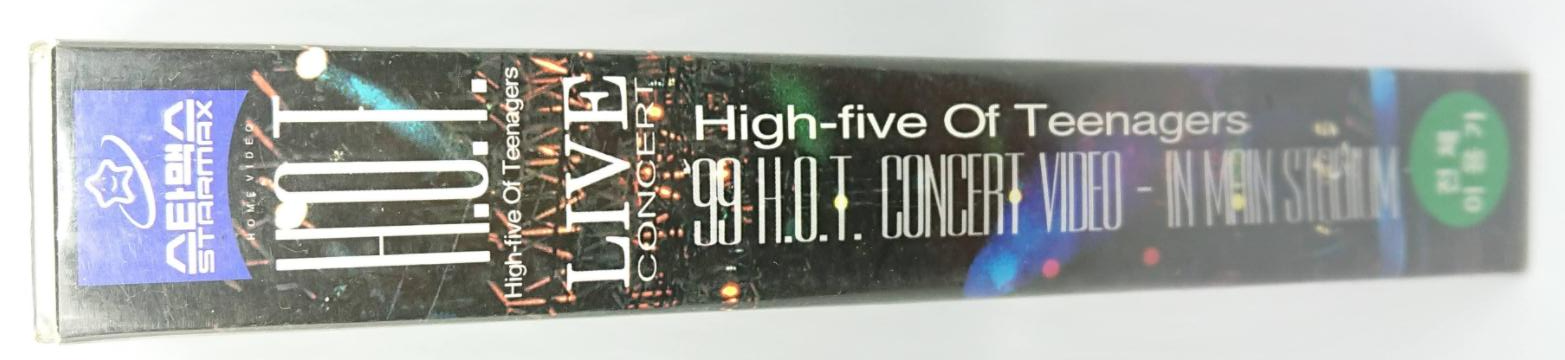 스타맥스
STARMAX
HOME VIDEO
H.O.T.
High-five Of Teenagers
LIVE
CONCERT
High-five Of Teenagers
'99 H.O.T. CONCERT VIDEO - IN MAIN STADIUM
전 체
이 용 가